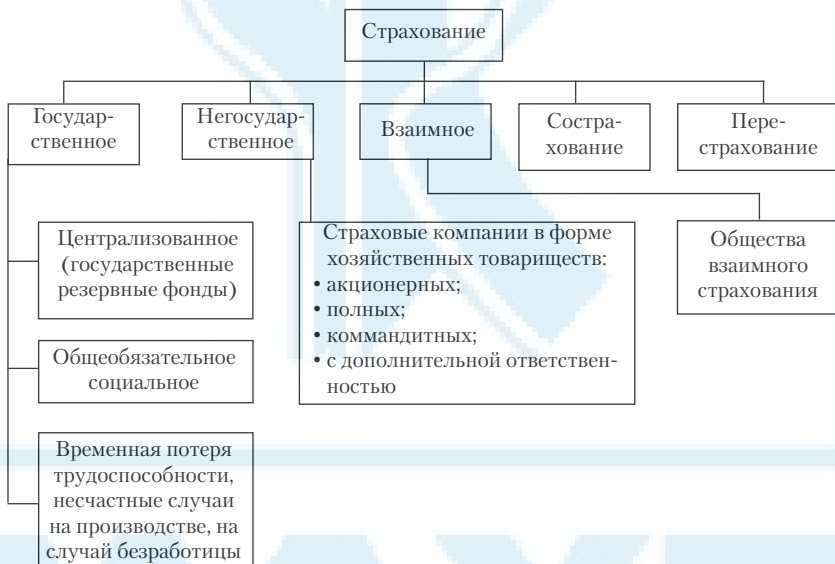 Страхование
Государ-
ственное
Негосудар-
ственное
Взаимное
Состра-
хование
Пере-
страхование
Централизованное
(государственные
резервные фонды)
Общеобязательное
социальное
Временная потеря
трудоспособности,
несчастные случаи
на производстве, на
случай безработицы
Страховые компании в форме
хозяйственных товариществ:
• акционерных;
• полных;
• коммандитных;
• с дополнительной ответствен-
ностью
Общества
взаимного
страхования